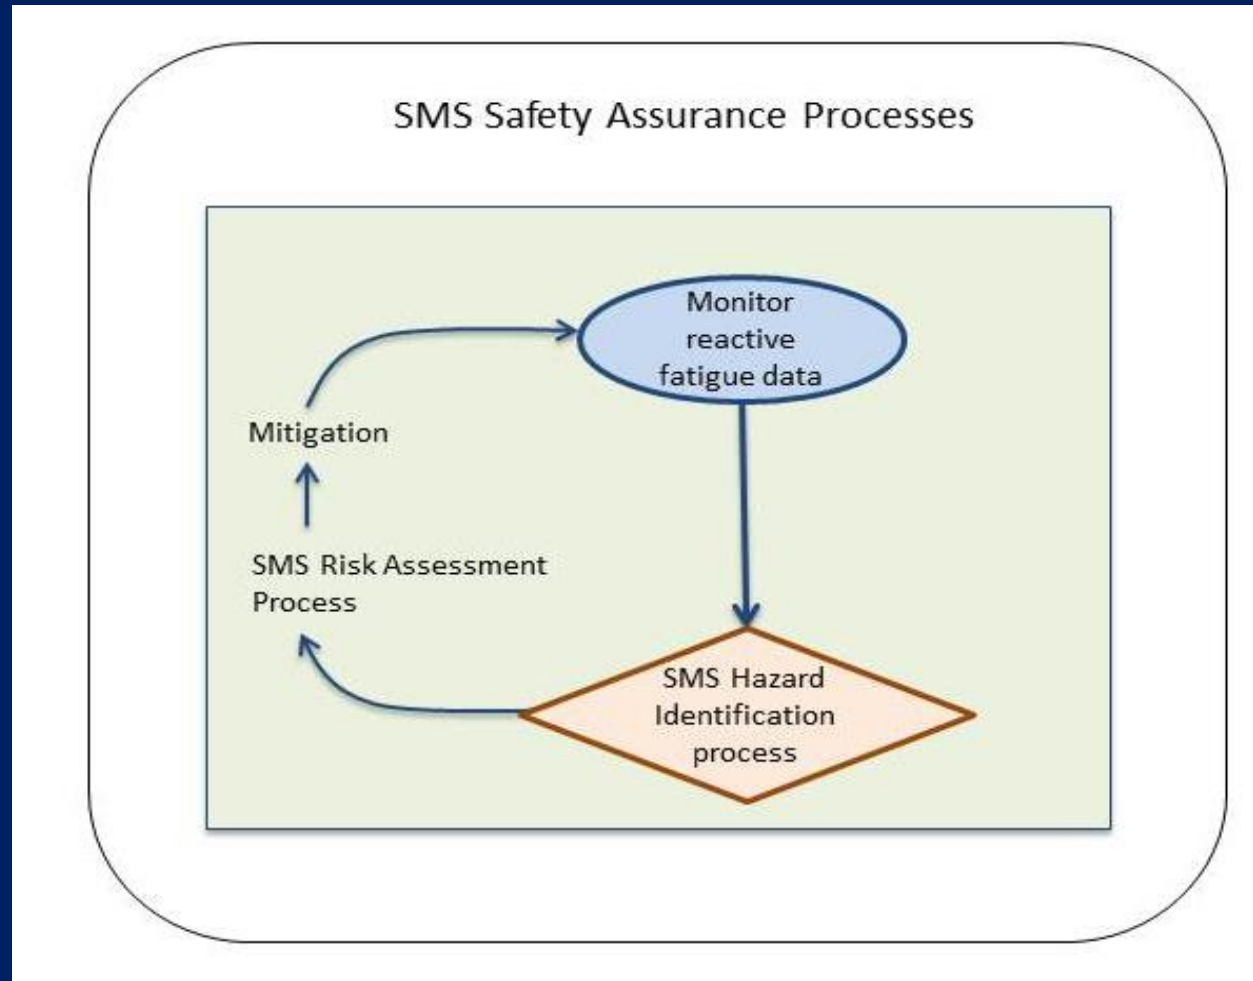 SMS Safety Assurance Processes
Monitor
reactive
fatigue data
Mitigation
SMS Risk Assessment
Process
SMS Hazard
Identification
process